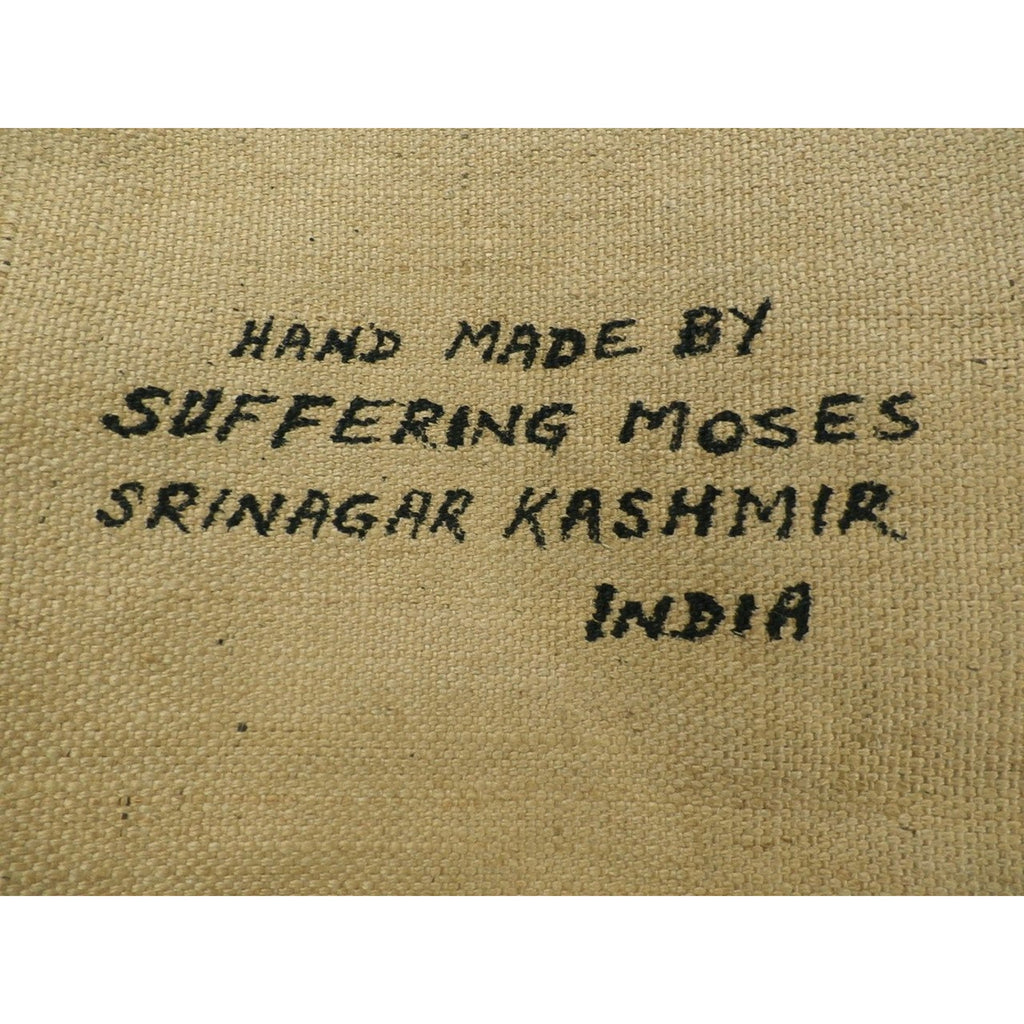 HAND MADE BY
SUFFERING MOSES
SRINAGAR KASHMIR
INDIA